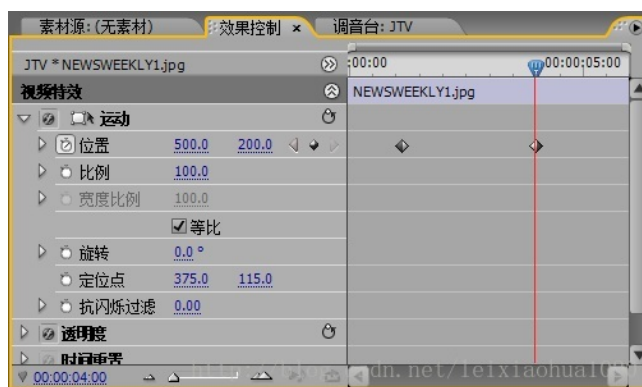 素材源:(无素材) 效果控制 × 调音台: JTV
JTV * NEWSWEEKLY1.jpg ;00:00 00:00:05:00
视频特效 NEWSWEEKLY1.jpg
运动
位置 500.0 200.0
比例 100.0
宽度比例 100.0
等比
旋转 0.0 °
定位点 375.0 115.0
抗闪烁过滤 0.00
透明度
时间重置
00:00:04:00